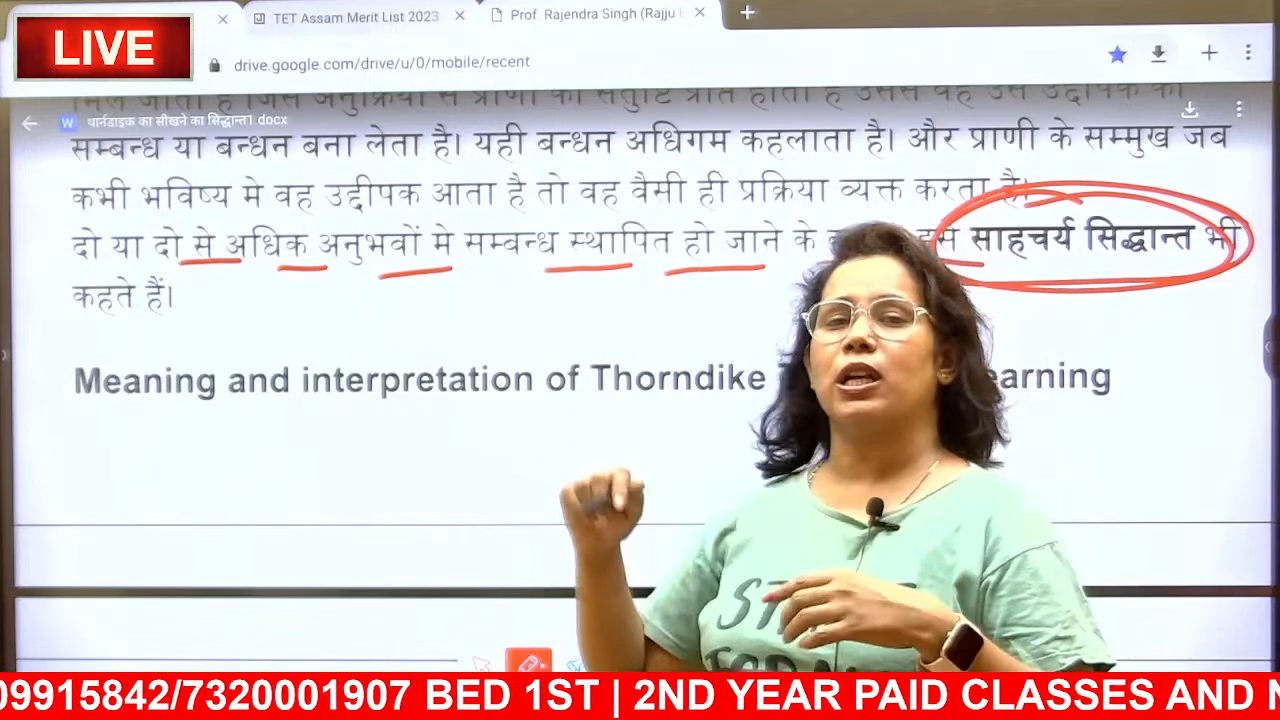 LIVE
TET Assam Merit List 2023
Prof. Rajendra Singh (Rajju
drive.google.com/drive/u/0/mobile/recent
W थार्नडाइक का सीखने का सिद्धान्त1.docx
सम्बन्ध या बन्धन बना लेता है। यही बन्धन अधिगम कहलाता है। और प्राणी के सम्मुख जब
कभी भविष्य मे वह उद्दीपक आता है तो वह वैसी ही प्रक्रिया व्यक्त करता है।
दो या दो से अधिक अनुभवों मे सम्बन्ध स्थापित हो जाने के इसे साहचर्य सिद्धान्त भी
कहते हैं।
Meaning and interpretation of Thorndike
09915842/7320001907 BED 1ST | 2ND YEAR PAID CLASSES AND